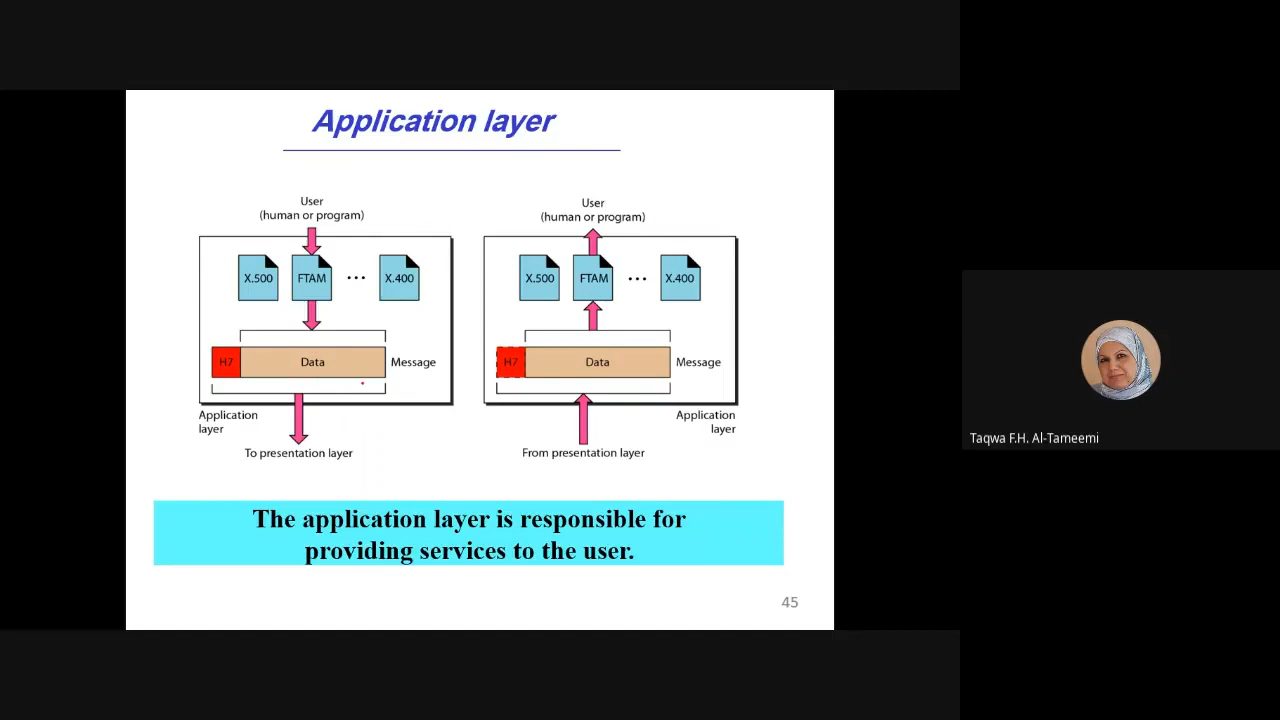 Application layer
User
(human or program)
X.500
FTAM
...
X.400
H7
Data
Message
Application
layer
To presentation layer
User
(human or program)
X.500
FTAM
...
X.400
H7
Data
Message
Application
layer
From presentation layer
The application layer is responsible for
providing services to the user.
45
Taqwa F.H. Al-Tameemi